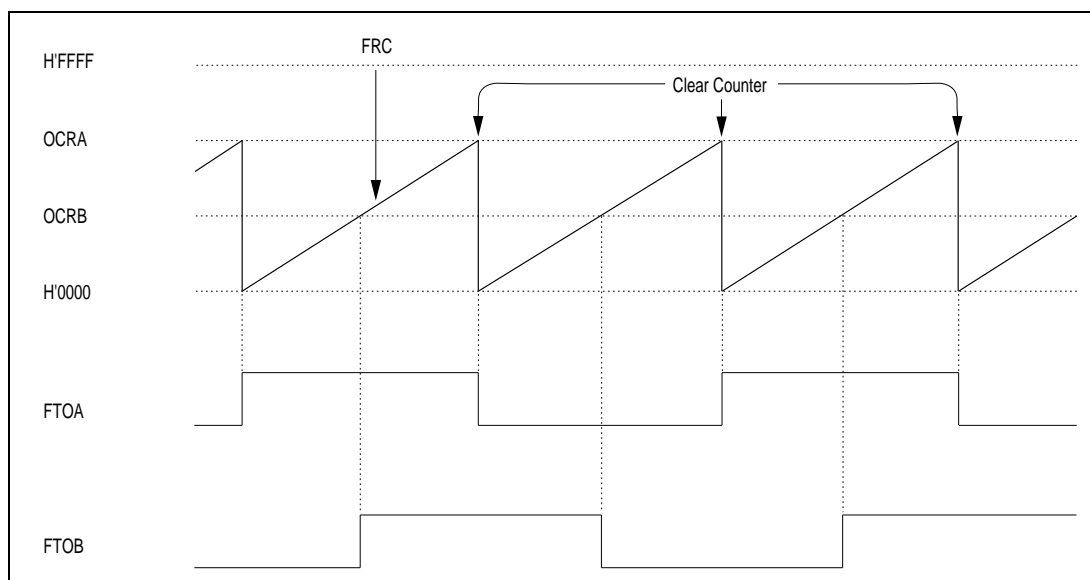 FRC
H'FFFF
Clear Counter
OCRA
OCRB
H'0000
FTOA
FTOB